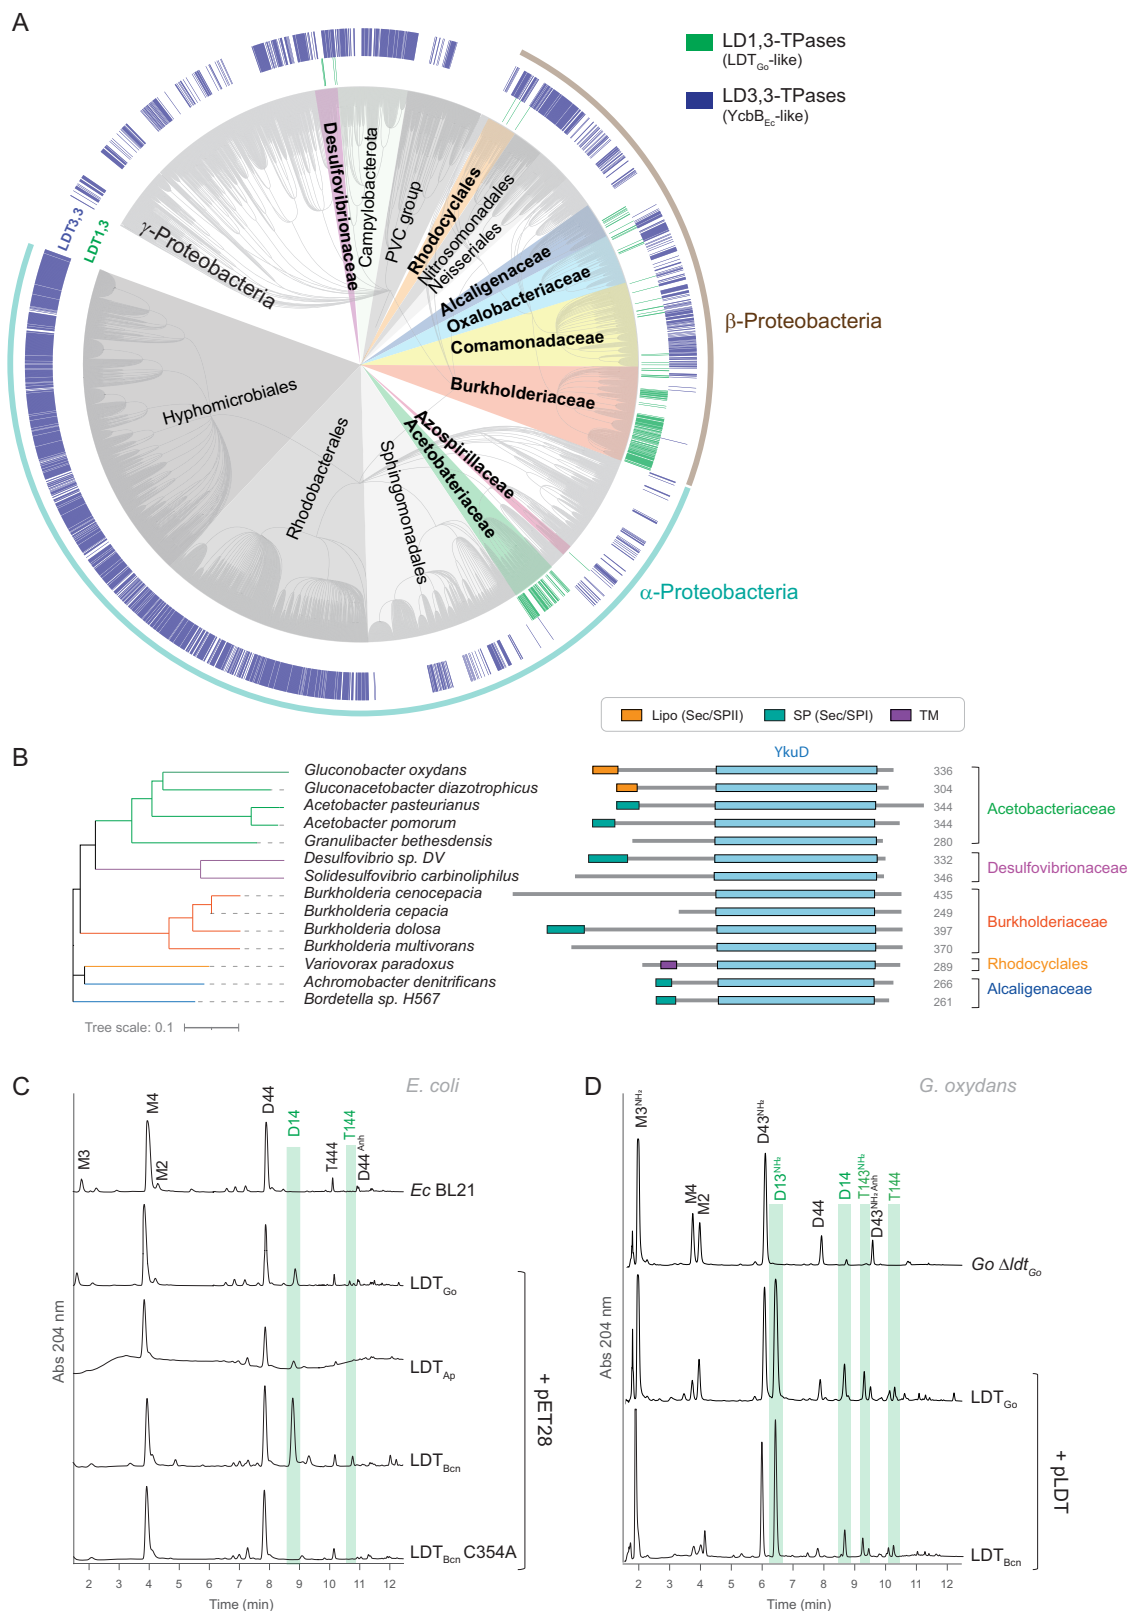 A
LD1,3-TPases
(LDTGo-like)
LD3,3-TPases
(YcbBEc-like)
LDT3,3
LDT1,3
γ-Proteobacteria
Desulfovibrionaceae
Campylobacterota
PVC group
Rhodocyclales
Nitrosomonadales
Neisseriales
Alcaligenaceae
Oxalobacteriaceae
Comamonadaceae
Burkholderiaceae
Azospirillaceae
Acetobateriaceae
Sphingomonadales
Rhodobacterales
Hyphomicrobiales
β-Proteobacteria
α-Proteobacteria
Lipo (Sec/SPII)
SP (Sec/SPI)
TM
B
YkuD
Gluconobacter oxydans 336
Gluconacetobacter diazotrophicus 304
Acetobacter pasteurianus 344
Acetobacter pomorum 344
Granulibacter bethesdensis 280
Desulfovibrio sp. DV 332
Solidesulfovibrio carbinoliphilus 346
Burkholderia cenocepacia 435
Burkholderia cepacia 249
Burkholderia dolosa 397
Burkholderia multivorans 370
Variovorax paradoxus 289
Achromobacter denitrificans 266
Bordetella sp. H567 261
Acetobacteriaceae
Desulfovibrionaceae
Burkholderiaceae
Rhodocyclales
Alcaligenaceae
Tree scale: 0.1
C
E. coli
M3
M4
M2
D44
D14
T444
T144
D44 Anh
Ec BL21
LDTGo
LDTAp
LDTBcn
LDTBcn C354A
+ pET28
Abs 204 nm
2 3 4 5 6 7 8 9 10 11 12
Time (min)
D
G. oxydans
M3NH₂
M4
M2
D43NH₂
D13NH₂
D44
D14
T143NH₂
D43NH₂ Anh
T144
Go ΔldtGo
LDTGo
LDTBcn
+ pLDT
Abs 204 nm
2 3 4 5 6 7 8 9 10 11 12
Time (min)